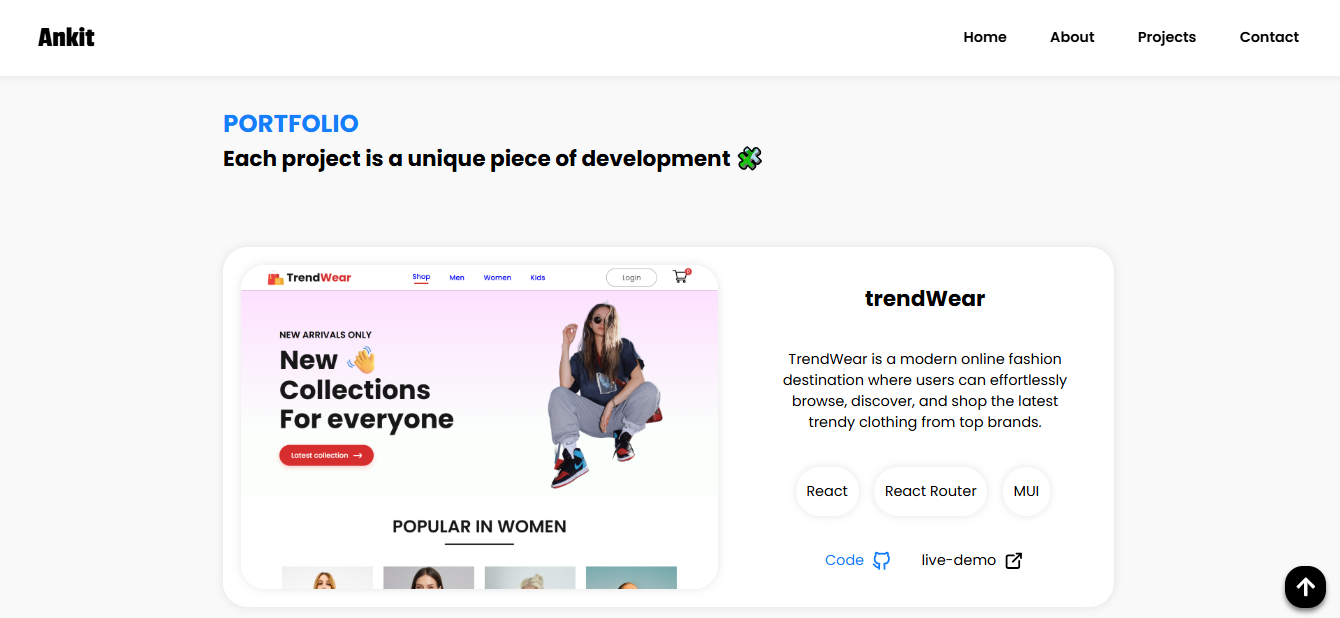 Ankit
Home About Projects Contact
PORTFOLIO
Each project is a unique piece of development
TrendWear
Shop Men Women Kids
Login
0
NEW ARRIVALS ONLY
New
Collections
For everyone
Latest collection
POPULAR IN WOMEN
trendWear
TrendWear is a modern online fashion
destination where users can effortlessly
browse, discover, and shop the latest
trendy clothing from top brands.
React React Router MUI
Code live-demo